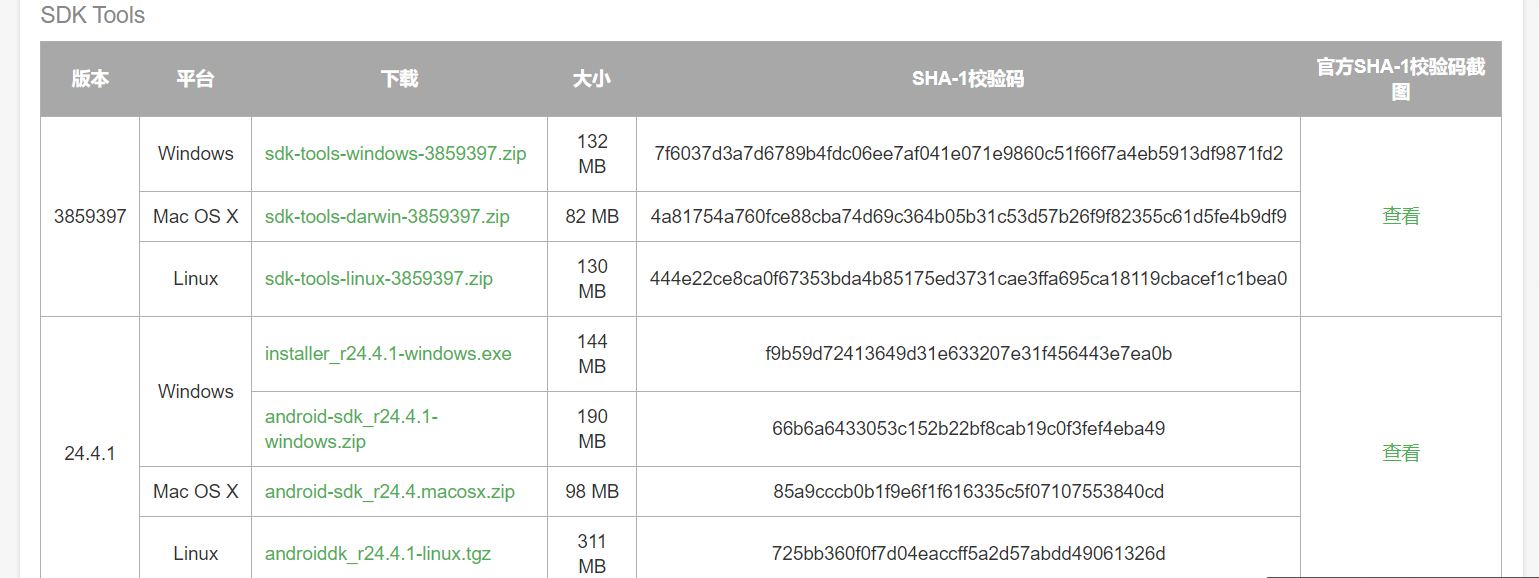 SDK Tools
版本 平台 下载 大小 SHA-1校验码 官方SHA-1校验码截
图
3859397
Windows sdk-tools-windows-3859397.zip 132
MB
7f6037d3a7d6789b4fdc06ee7af041e071e9860c51f66f7a4eb5913df9871fd2
查看
Mac OS X sdk-tools-darwin-3859397.zip 82 MB 4a81754a760fce88cba74d69c364b05b31c53d57b26f9f82355c61d5fe4b9df9
Linux sdk-tools-linux-3859397.zip 130
MB
444e22ce8ca0f67353bda4b85175ed3731cae3ffa695ca18119cbacef1c1bea0
24.4.1
Windows
installer_r24.4.1-windows.exe 144
MB
f9b59d72413649d31e633207e31f456443e7ea0b
查看
android-sdk_r24.4.1-
windows.zip
190
MB
66b6a6433053c152b22bf8cab19c0f3fef4eba49
Mac OS X android-sdk_r24.4.macosx.zip 98 MB 85a9cccb0b1f9e6f1f616335c5f07107553840cd
Linux androiddk_r24.4.1-linux.tgz 311
MB
725bb360f0f7d04eaccff5a2d57abdd49061326d